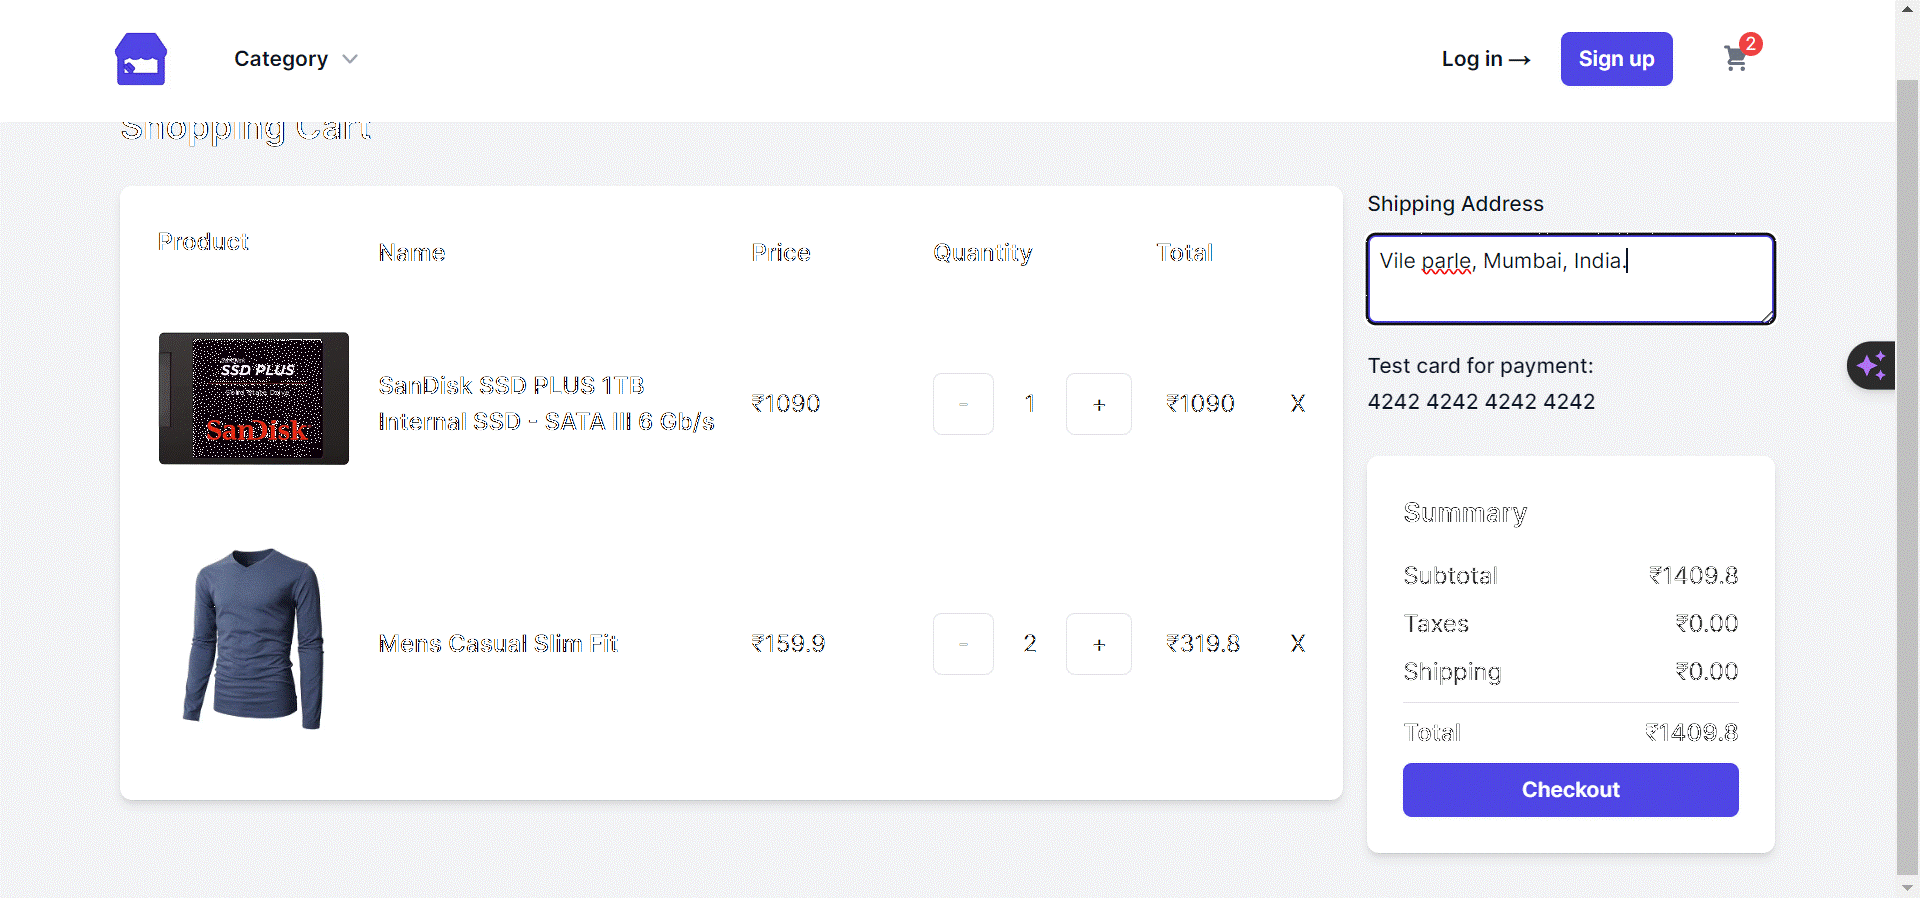 Category
Log in →
Sign up
2
Shopping Cart
Product Name Price Quantity Total
SSD PLUS
SanDisk
SanDisk SSD PLUS 1TB
Internal SSD - SATA III 6 Gb/s
₹1090 - 1 + ₹1090 X
Mens Casual Slim Fit ₹159.9 - 2 + ₹319.8 X
Shipping Address
Vile parle, Mumbai, India.
Test card for payment:
4242 4242 4242 4242
Summary
Subtotal ₹1409.8
Taxes ₹0.00
Shipping ₹0.00
Total ₹1409.8
Checkout